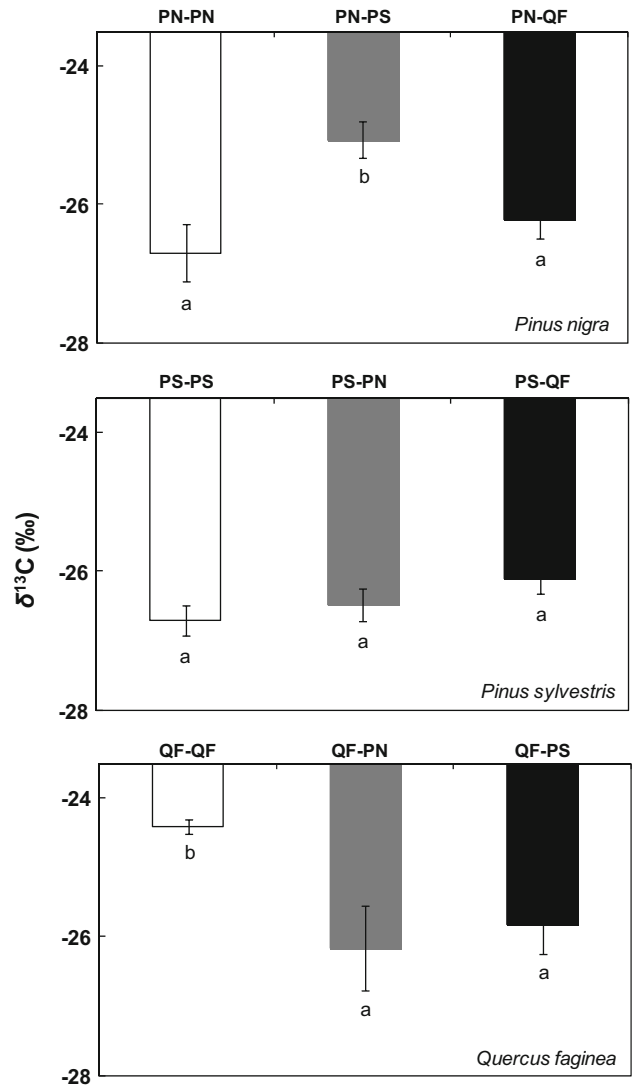 PN-PN PN-PS PN-QF
-24
b
-26
a a
-28
Pinus nigra
PS-PS PS-PN PS-QF
-24
δ¹³C (‰)
-26
a a a
-28
Pinus sylvestris
QF-QF QF-PN QF-PS
-24
b
-26
a a
-28
Quercus faginea